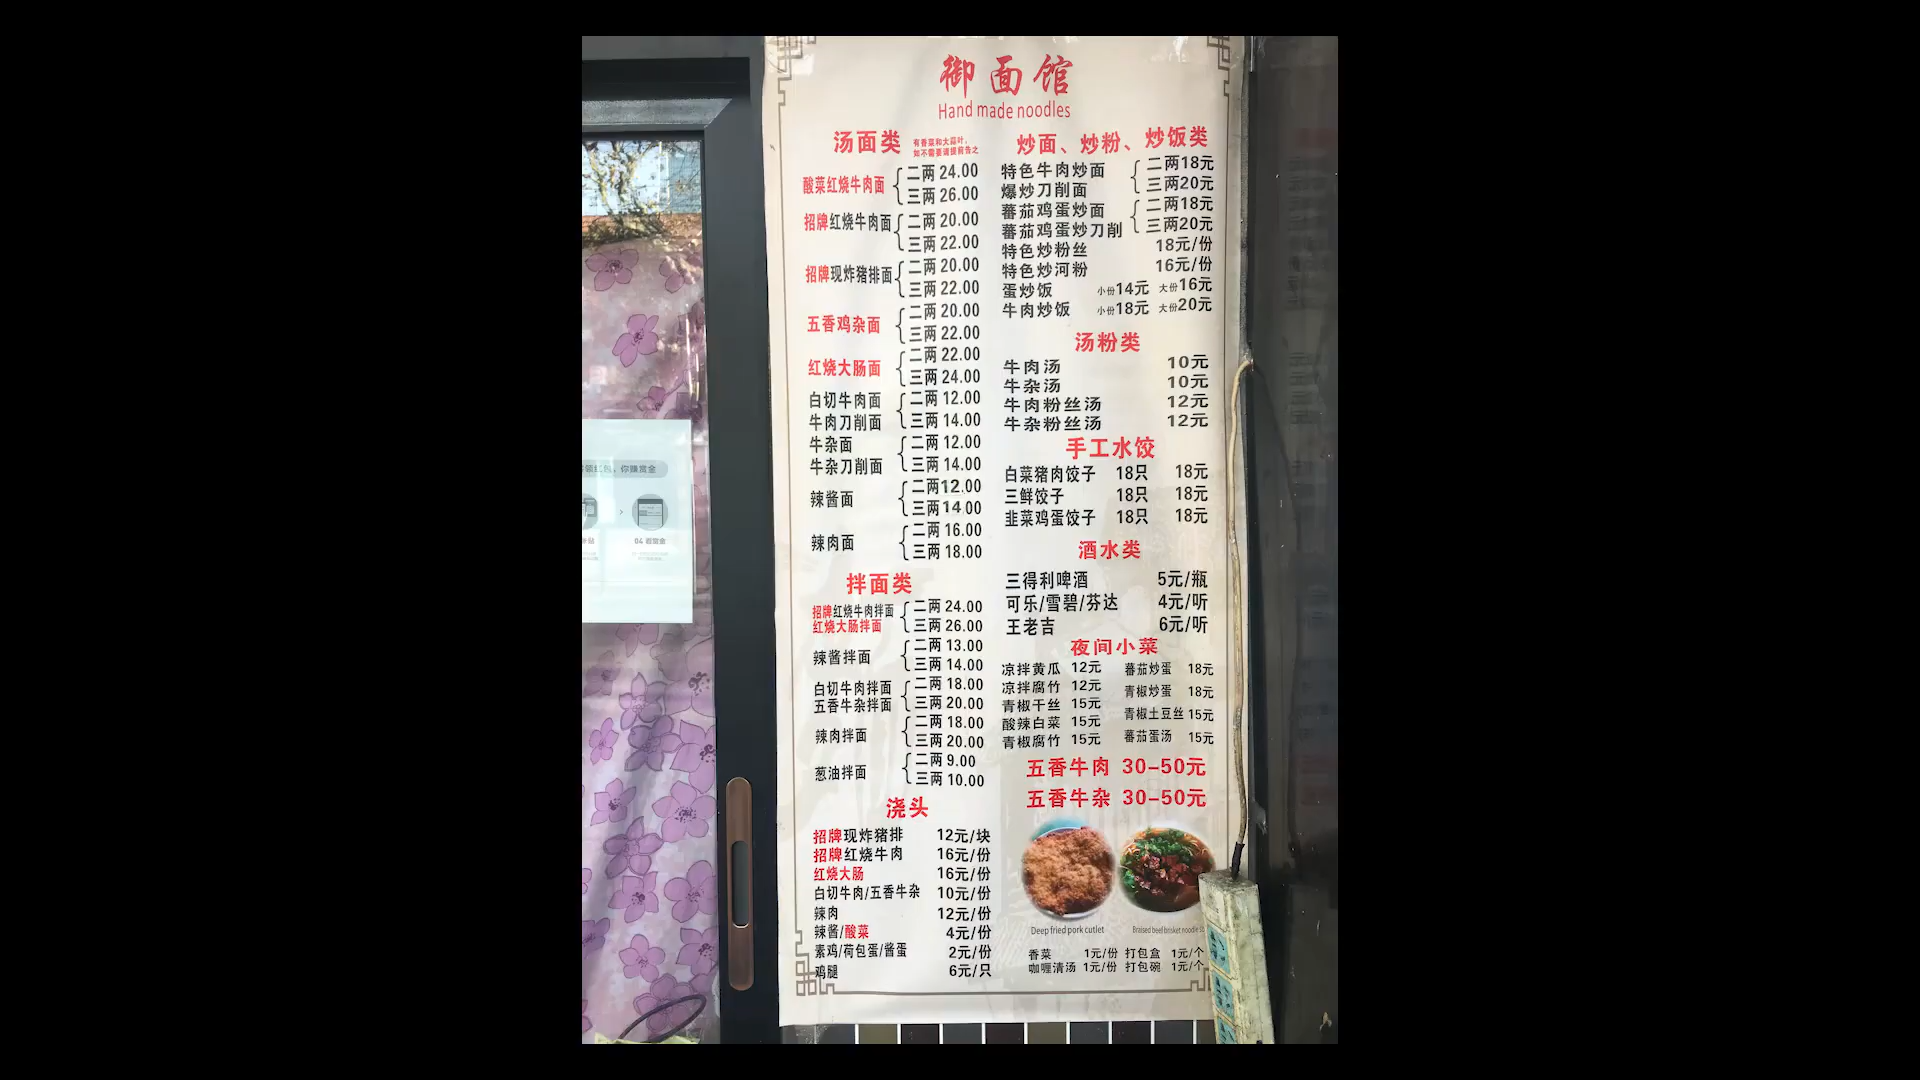 御面馆
Hand made noodles
汤面类 有香菜和大蒜叶，
如不需要请提前告之
酸菜红烧牛肉面 二两 24.00
三两 26.00
招牌红烧牛肉面 二两 20.00
三两 22.00
招牌现炸猪排面 二两 20.00
三两 22.00
五香鸡杂面 二两 20.00
三两 22.00
红烧大肠面 二两 22.00
三两 24.00
白切牛肉面 二两 12.00
牛肉刀削面 三两 14.00
牛杂面 二两 12.00
牛杂刀削面 三两 14.00
辣酱面 二两12.00
三两14.00
辣肉面 二两 16.00
三两 18.00
拌面类
招牌红烧牛肉拌面 二两 24.00
红烧大肠拌面 三两 26.00
辣酱拌面 二两 13.00
三两 14.00
白切牛肉拌面 二两 18.00
五香牛杂拌面 三两 20.00
辣肉拌面 二两 18.00
三两 20.00
葱油拌面 二两 9.00
三两 10.00
浇头
招牌现炸猪排 12元/块
招牌红烧牛肉 16元/份
红烧大肠 16元/份
白切牛肉/五香牛杂 10元/份
辣肉 12元/份
辣酱/酸菜 4元/份
素鸡/荷包蛋/酱蛋 2元/份
鸡腿 6元/只
炒面、炒粉、炒饭类
特色牛肉炒面 二两18元
爆炒刀削面 三两20元
蕃茄鸡蛋炒面 二两18元
蕃茄鸡蛋炒刀削 三两20元
特色炒粉丝 18元/份
特色炒河粉 16元/份
蛋炒饭 小份14元 大份16元
牛肉炒饭 小份18元 大份20元
汤粉类
牛肉汤 10元
牛杂汤 10元
牛肉粉丝汤 12元
牛杂粉丝汤 12元
手工水饺
白菜猪肉饺子 18只 18元
三鲜饺子 18只 18元
韭菜鸡蛋饺子 18只 18元
酒水类
三得利啤酒 5元/瓶
可乐/雪碧/芬达 4元/听
王老吉 6元/听
夜间小菜
凉拌黄瓜 12元 蕃茄炒蛋 18元
凉拌腐竹 12元 青椒炒蛋 18元
青椒干丝 15元
酸辣白菜 15元 青椒土豆丝 15元
青椒腐竹 15元 蕃茄蛋汤 15元
五香牛肉 30-50元
五香牛杂 30-50元
Deep fried pork cutlet Braised beef brisket noodle
香菜 1元/份 打包盒 1元/个
咖喱清汤 1元/份 打包碗 1元/个
领红包，你赚赏金